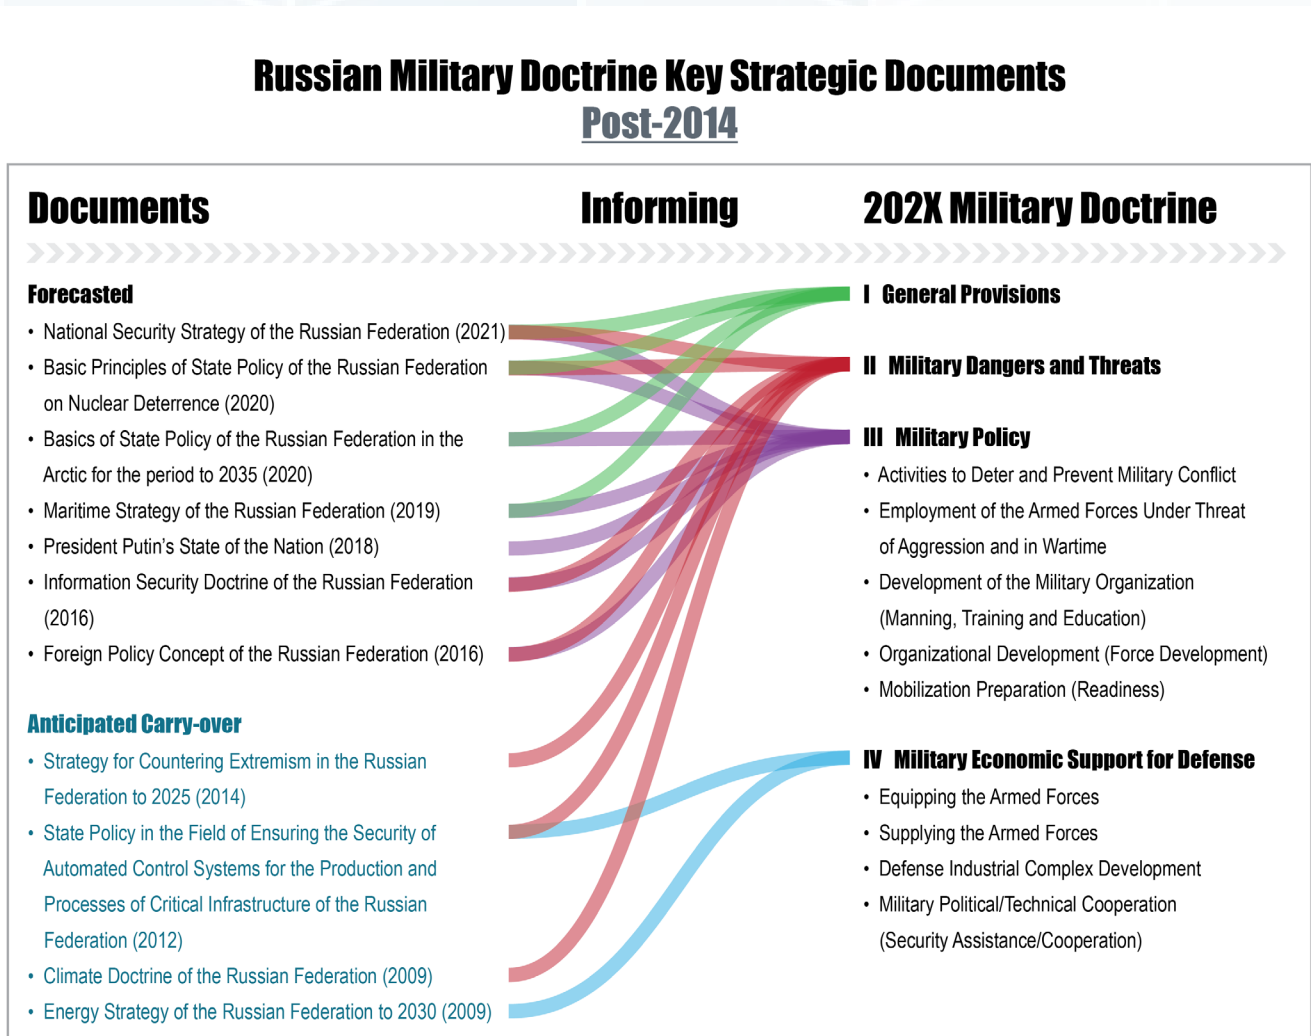 Russian Military Doctrine Key Strategic Documents
Post-2014
Documents
Informing
202X Military Doctrine
Forecasted
• National Security Strategy of the Russian Federation (2021)
• Basic Principles of State Policy of the Russian Federation
on Nuclear Deterrence (2020)
• Basics of State Policy of the Russian Federation in the
Arctic for the period to 2035 (2020)
• Maritime Strategy of the Russian Federation (2019)
• President Putin's State of the Nation (2018)
• Information Security Doctrine of the Russian Federation
(2016)
• Foreign Policy Concept of the Russian Federation (2016)
Anticipated Carry-over
• Strategy for Countering Extremism in the Russian
Federation to 2025 (2014)
• State Policy in the Field of Ensuring the Security of
Automated Control Systems for the Production and
Processes of Critical Infrastructure of the Russian
Federation (2012)
• Climate Doctrine of the Russian Federation (2009)
• Energy Strategy of the Russian Federation to 2030 (2009)
I General Provisions
II Military Dangers and Threats
III Military Policy
• Activities to Deter and Prevent Military Conflict
• Employment of the Armed Forces Under Threat
of Aggression and in Wartime
• Development of the Military Organization
(Manning, Training and Education)
• Organizational Development (Force Development)
• Mobilization Preparation (Readiness)
IV Military Economic Support for Defense
• Equipping the Armed Forces
• Supplying the Armed Forces
• Defense Industrial Complex Development
• Military Political/Technical Cooperation
(Security Assistance/Cooperation)